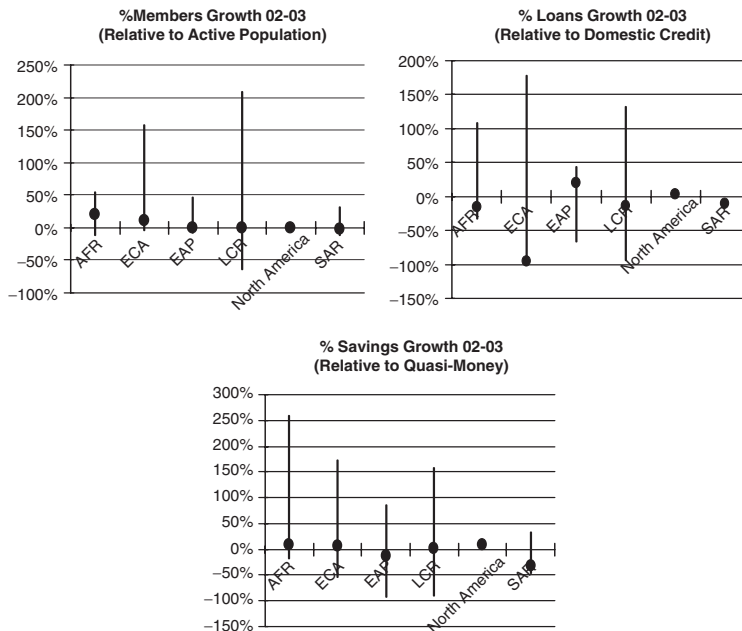 %Members Growth 02-03
(Relative to Active Population)
250%
200%
150%
100%
50%
0%
−50%
−100%
AFR
ECA
EAP
LCR
North America
SAR
% Loans Growth 02-03
(Relative to Domestic Credit)
200%
150%
100%
50%
0%
−50%
−100%
−150%
AFR
ECA
EAP
LCR
North America
SAR
% Savings Growth 02-03
(Relative to Quasi-Money)
300%
250%
200%
150%
100%
50%
0%
−50%
−100%
−150%
AFR
ECA
EAP
LCR
North America
SAR